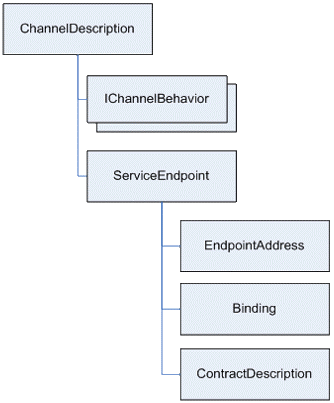 ChannelDescription
IChannelBehavior
ServiceEndpoint
EndpointAddress
Binding
ContractDescription